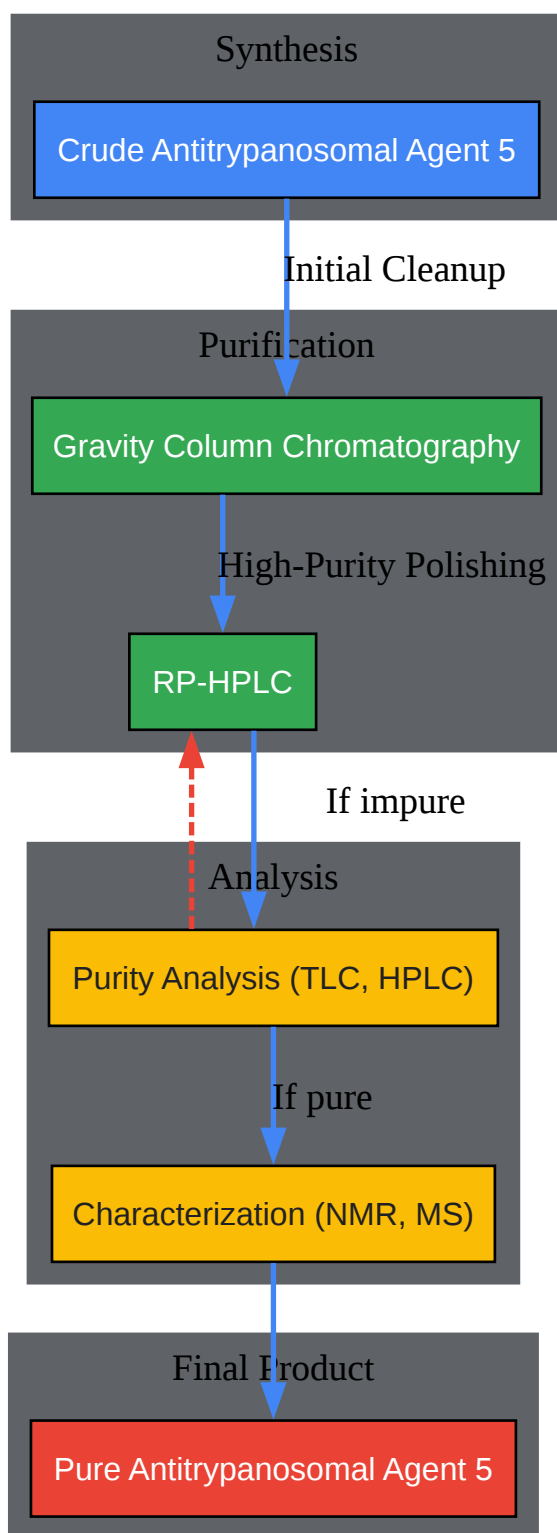 Synthesis
Crude Antitrypanosomal Agent 5
Initial Cleanup
Purification
Gravity Column Chromatography
High-Purity Polishing
RP-HPLC
If impure
Analysis
Purity Analysis (TLC, HPLC)
If pure
Characterization (NMR, MS)
Final Product
Pure Antitrypanosomal Agent 5